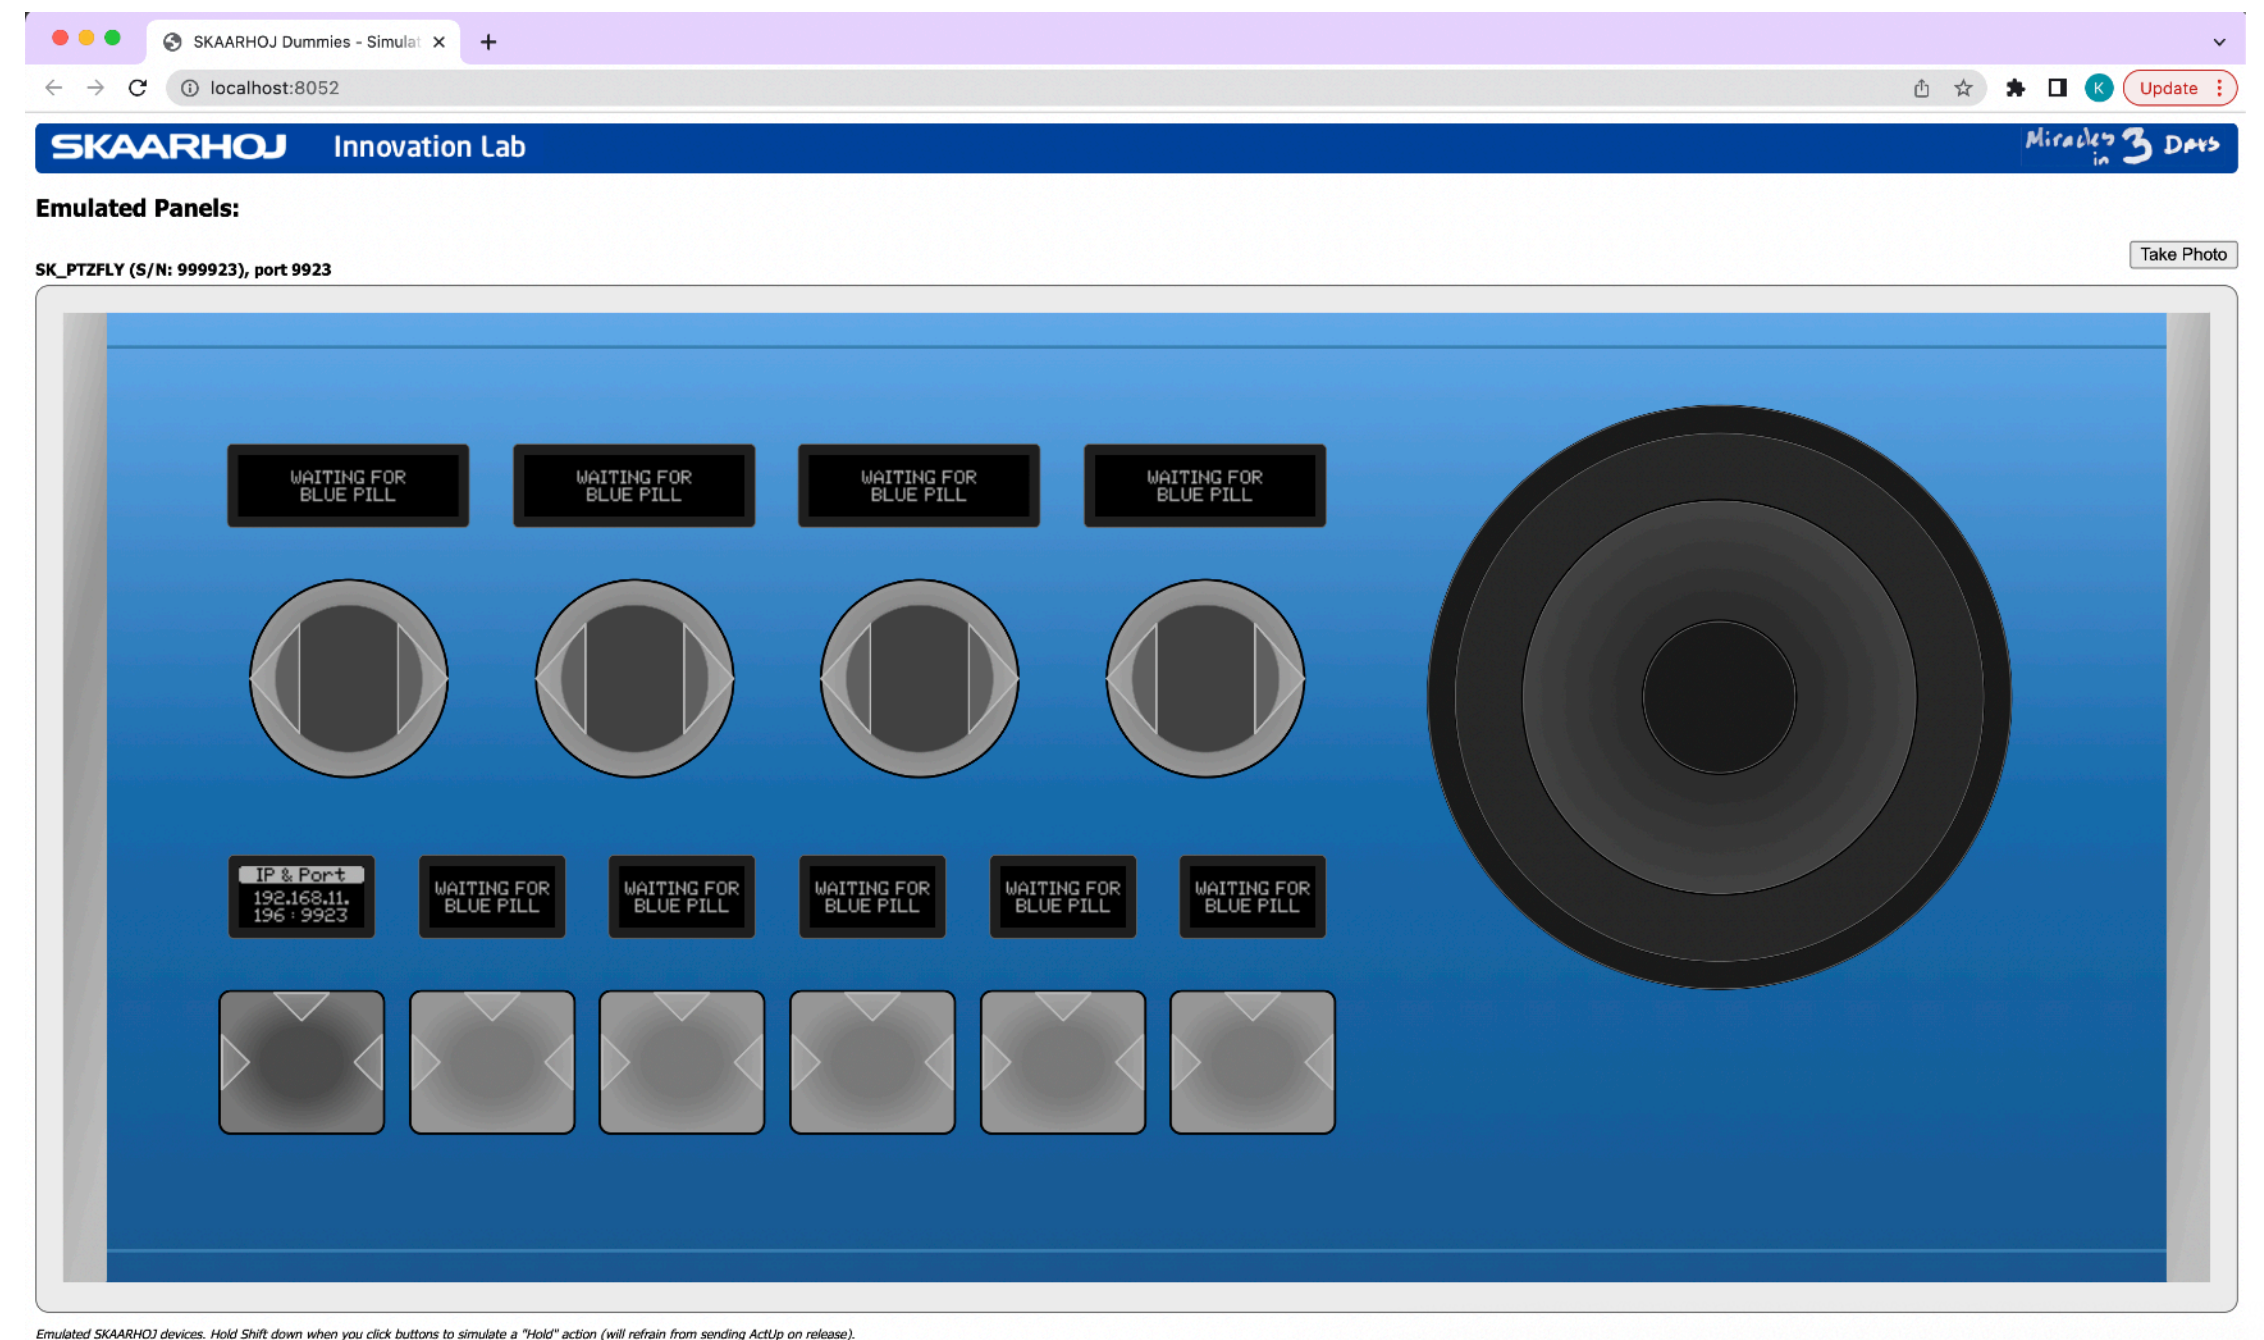 SKAARHOJ Dummies - Simulat
localhost:8052
K
Update
SKAARHOJ Innovation Lab
Miracles in 3 Days
Emulated Panels:
Take Photo
SK_PTZFLY (S/N: 999923), port 9923
WAITING FOR
BLUE PILL
WAITING FOR
BLUE PILL
WAITING FOR
BLUE PILL
WAITING FOR
BLUE PILL
IP & Port
192.168.11.
196 : 9923
WAITING FOR
BLUE PILL
WAITING FOR
BLUE PILL
WAITING FOR
BLUE PILL
WAITING FOR
BLUE PILL
WAITING FOR
BLUE PILL
Emulated SKAARHOJ devices. Hold Shift down when you click buttons to simulate a "Hold" action (will refrain from sending ActUp on release).